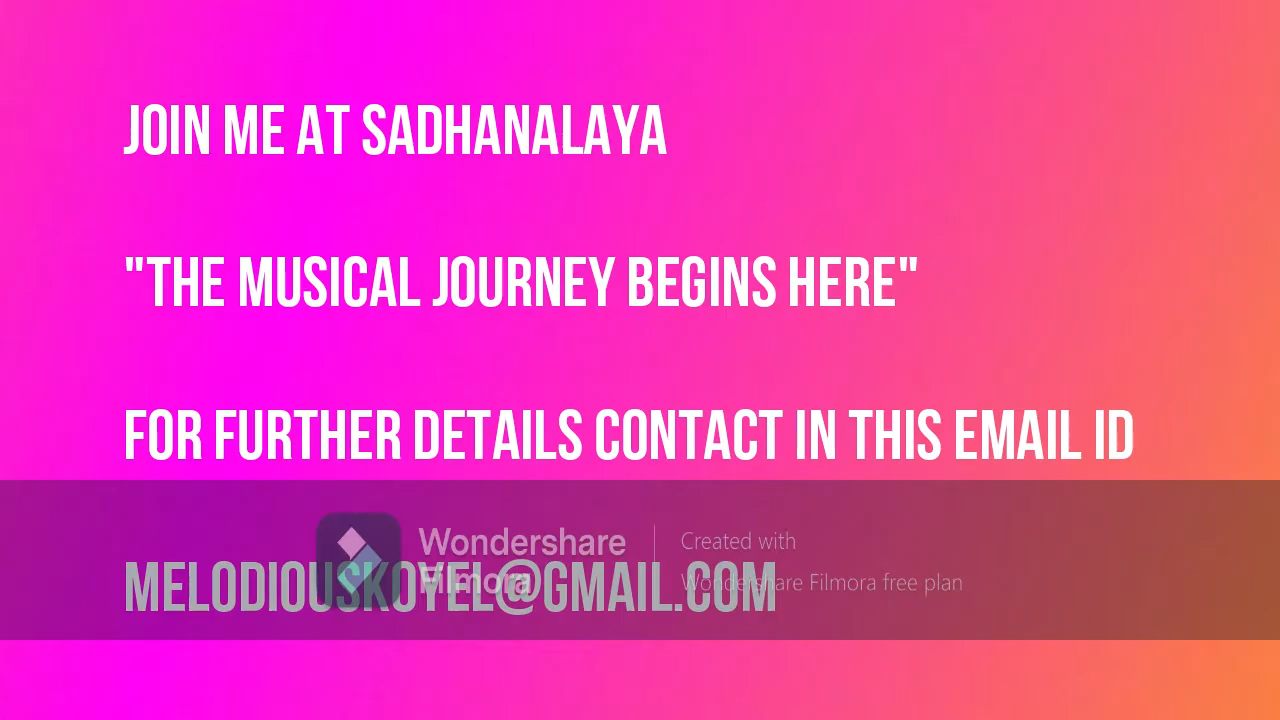 JOIN ME AT SADHANALAYA
"THE MUSICAL JOURNEY BEGINS HERE"
FOR FURTHER DETAILS CONTACT IN THIS EMAIL ID
Wondershare
Filmora
Created with
Wondershare Filmora free plan
MELODIOUSKOYEL@GMAIL.COM